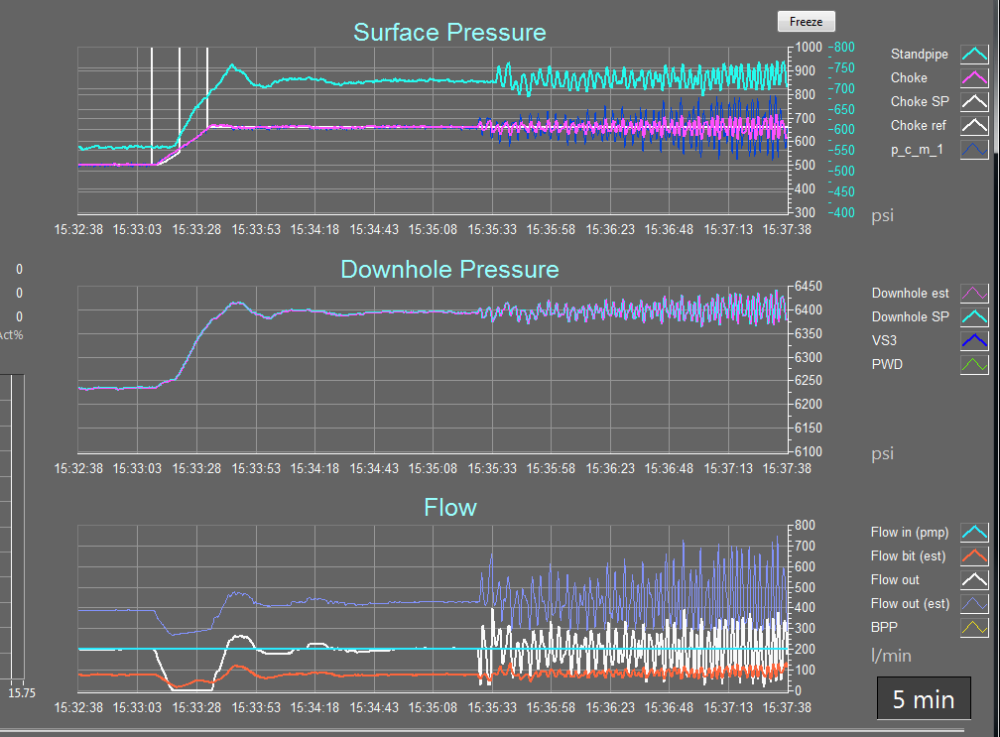 Surface Pressure
Freeze
1000
900
800
700
600
500
400
300
-800
-750
-700
-650
-600
-550
-500
-450
-400
Standpipe
Choke
Choke SP
Choke ref
p_c_m_1
psi
15:32:38 15:33:03 15:33:28 15:33:53 15:34:18 15:34:43 15:35:08 15:35:33 15:35:58 15:36:23 15:36:48 15:37:13 15:37:38
0
0
0
Act%
15.75
Downhole Pressure
6450
6400
6350
6300
6250
6200
6150
6100
Downhole est
Downhole SP
VS3
PWD
psi
15:32:38 15:33:03 15:33:28 15:33:53 15:34:18 15:34:43 15:35:08 15:35:33 15:35:58 15:36:23 15:36:48 15:37:13 15:37:38
Flow
800
700
600
500
400
300
200
100
0
Flow in (pmp)
Flow bit (est)
Flow out
Flow out (est)
BPP
l/min
15:32:38 15:33:03 15:33:28 15:33:53 15:34:18 15:34:43 15:35:08 15:35:33 15:35:58 15:36:23 15:36:48 15:37:13 15:37:38
5 min